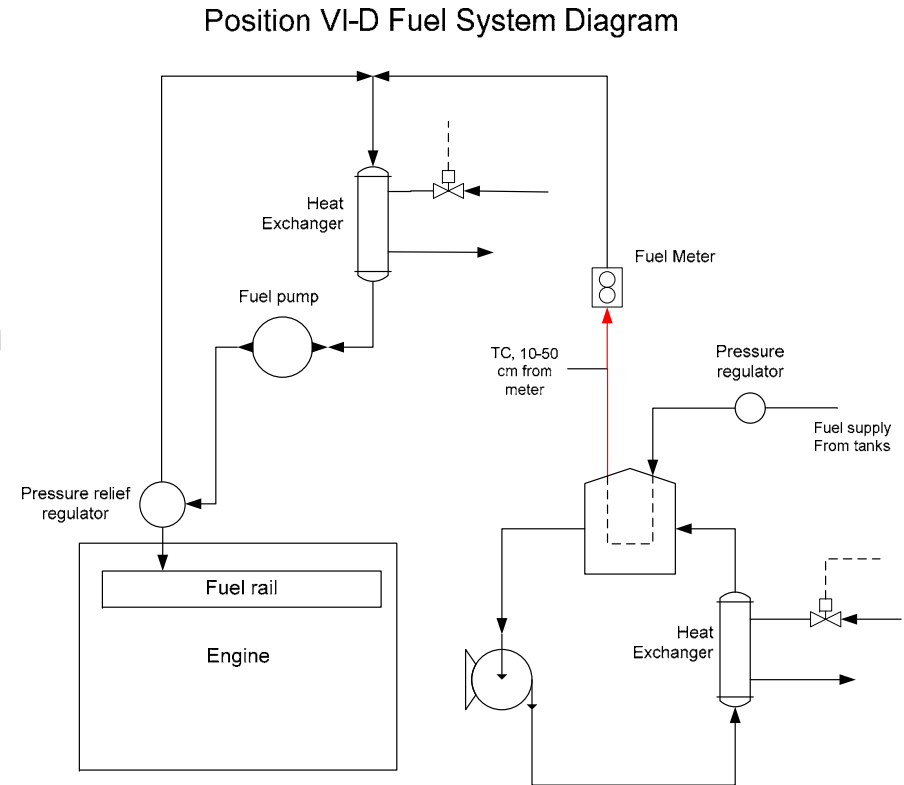 Position VI-D Fuel System Diagram
Heat
Exchanger
Fuel Meter
Fuel pump
TC, 10-50
cm from
meter
Pressure
regulator
Fuel supply
From tanks
Pressure relief
regulator
Fuel rail
Engine
Heat
Exchanger